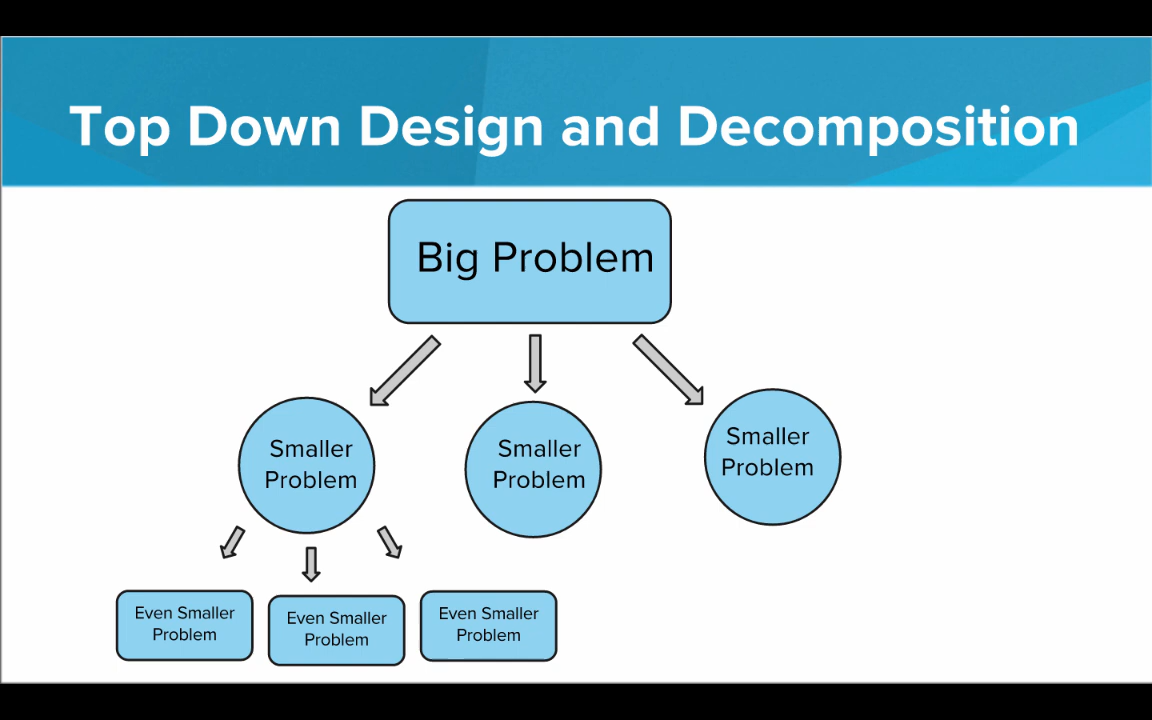 Top Down Design and Decomposition
Big Problem
Smaller
Problem
Smaller
Problem
Smaller
Problem
Even Smaller
Problem
Even Smaller
Problem
Even Smaller
Problem